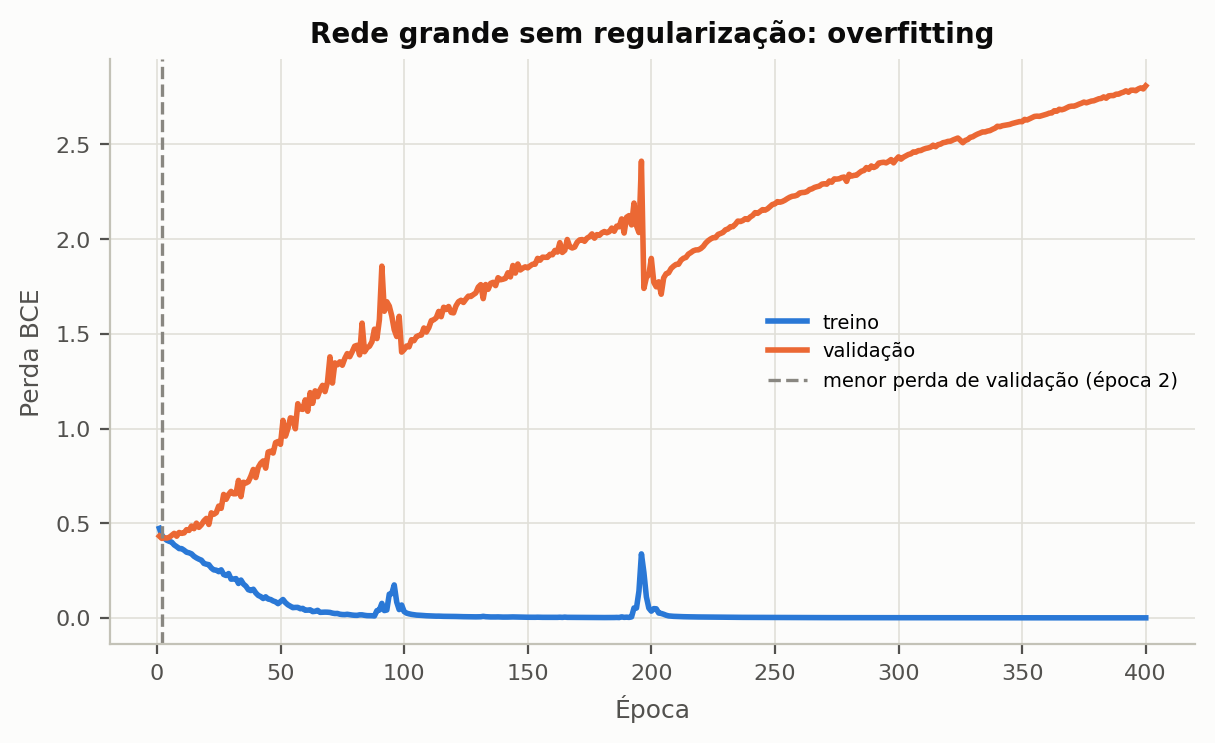 Rede grande sem regularização: overfitting
Perda BCE
2.5
2.0
1.5
1.0
0.5
0.0
treino
validação
menor perda de validação (época 2)
0 50 100 150 200 250 300 350 400
Época